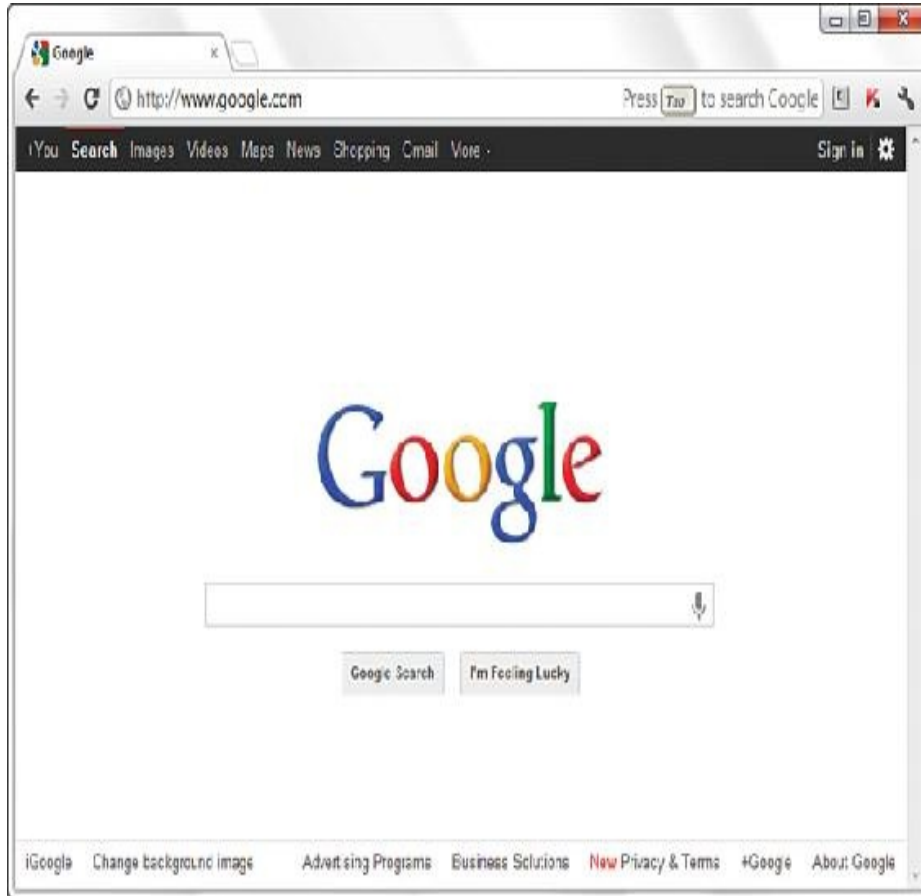 Google
http://www.google.com Press Tab to search Google
+You Search Images Videos Maps News Shopping Gmail More
Sign in
Google
Google Search I'm Feeling Lucky
iGoogle Change background image Advertising Programs Business Solutions New Privacy & Terms +Google About Google